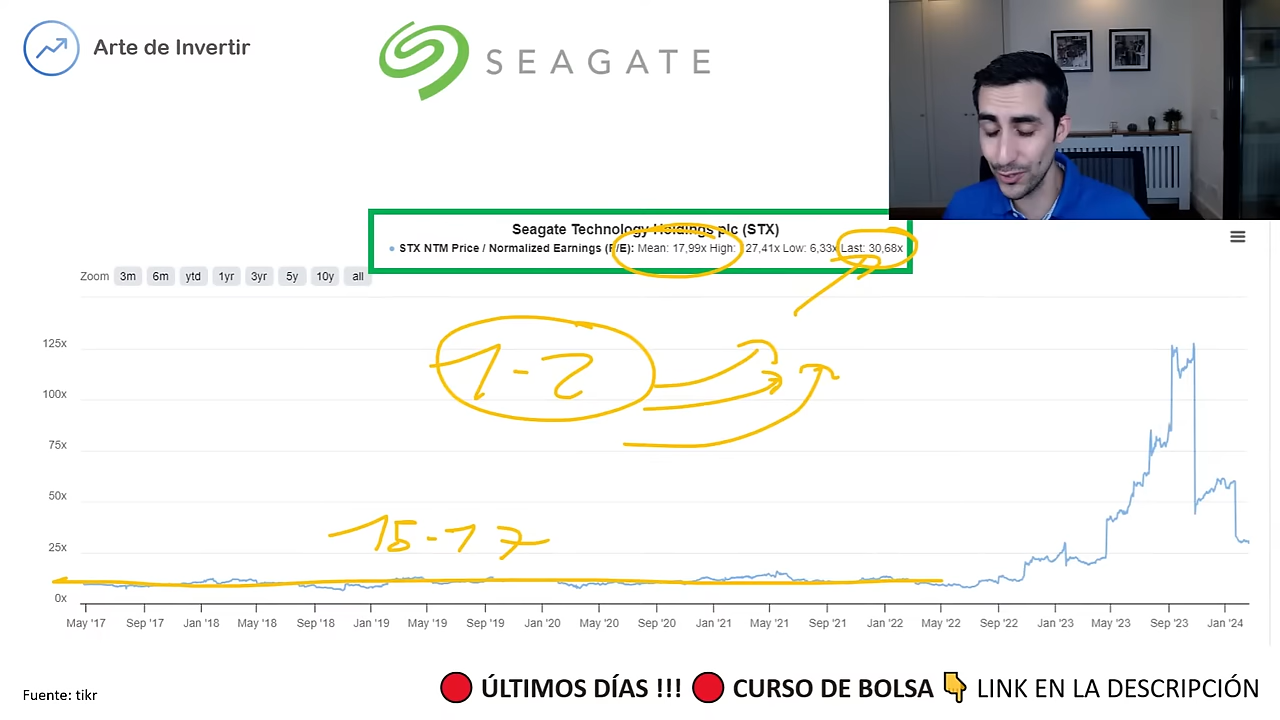 Arte de Invertir
SEAGATE
Seagate Technology Holdings plc (STX)
STX NTM Price / Normalized Earnings (P/E): Mean: 17,99x High: 27,41x Low: 6,33x Last: 30,68x
Zoom 3m 6m ytd 1yr 3yr 5y 10y all
125x
1-2
100x
75x
50x
15-17
25x
0x
May '17 Sep '17 Jan '18 May '18 Sep '18 Jan '19 May '19 Sep '19 Jan '20 May '20 Sep '20 Jan '21 May '21 Sep '21 Jan '22 May '22 Sep '22 Jan '23 May '23 Sep '23 Jan '24
Fuente: tikr
ÚLTIMOS DÍAS !!! CURSO DE BOLSA LINK EN LA DESCRIPCIÓN